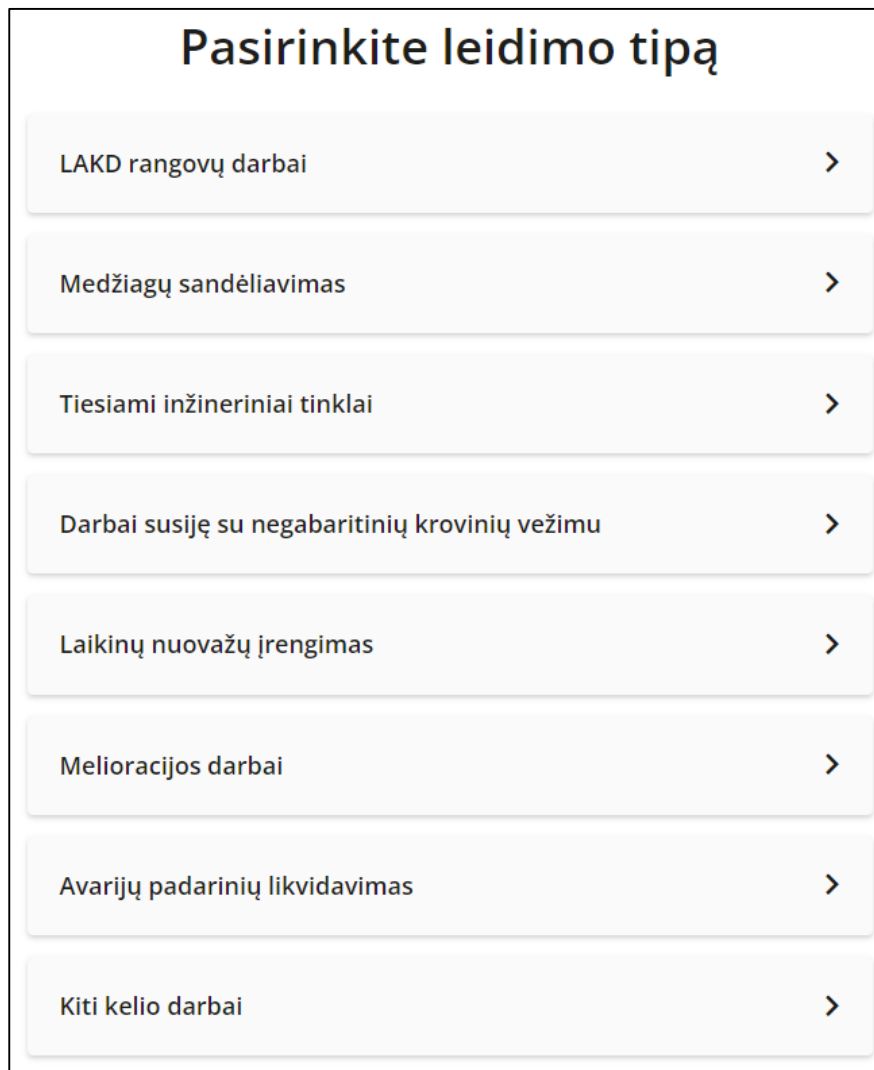 Pasirinkite leidimo tipą
LAKD rangovų darbai
Medžiagų sandėliavimas
Tiesiami inžineriniai tinklai
Darbai susiję su negabaritinių krovinių vežimu
Laikinų nuovažų įrengimas
Melioracijos darbai
Avarijų padarinių likvidavimas
Kiti kelio darbai